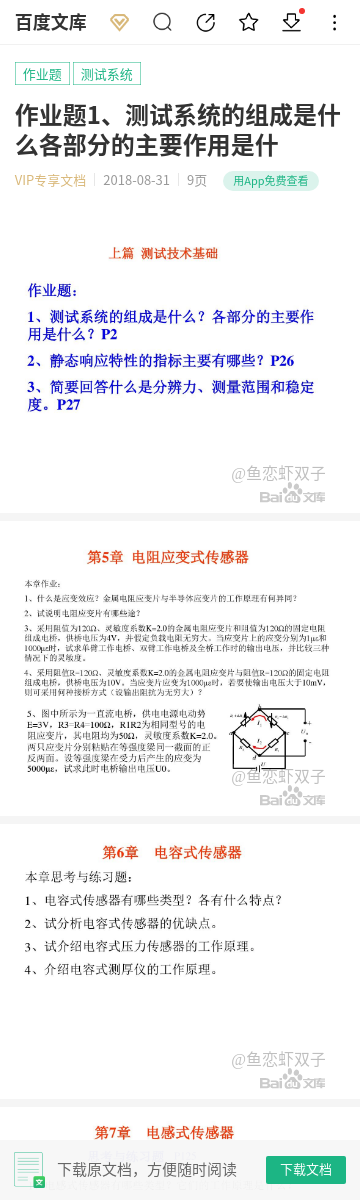 百度文库
作业题 测试系统
作业题1、测试系统的组成是什
么各部分的主要作用是什
VIP专享文档 2018-08-31 9页 用App免费查看
上篇 测试技术基础
作业题：
1、测试系统的组成是什么？各部分的主要作
用是什么？P2
2、静态响应特性的指标主要有哪些？P26
3、简要回答什么是分辨力、测量范围和稳定
度。P27
@鱼恋虾双子
Bai du 文库
第5章 电阻应变式传感器
本章作业：
1、什么是应变效应？金属电阻应变片与半导体应变片的工作原理有何异同？
2、试说明电阻应变片有哪些途？
3、采用阻值为120Ω、灵敏度系数K=2.0的金属电阻应变片和阻值为120Ω的固定电阻
组成电桥，供桥电压为4V，并假定负载电阻无穷大。当应变片上的应变分别为1με和
1000με时，试求单臂工作电桥、双臂工作电桥及全桥工作时的输出电压，并比较三种
情况下的灵敏度。
4、采用阻值R=120Ω、灵敏度系数K=2.0的金属电阻应变片与阻值R=120Ω的固定电阻
组成电桥，供桥电压为10V。当应变片应变为1000με时，若要使输出电压大于10mV，
则可采用何种接桥方式（设输出阻抗为无穷大）？
5、图中所示为一直流电桥，供电电源电动势
E=3V，R3=R4=100Ω，R1R2为相同型号的电
阻应变片，其电阻均为50Ω，灵敏度系数K=2.0。
两只应变片分别粘贴在等强度梁同一截面的正
反两面。设等强度梁在受力后产生的应变为
5000με，试求此时电桥输出电压U0。
@鱼恋虾双子
Bai du 文库
第6章 电容式传感器
本章思考与练习题：
1、电容式传感器有哪些类型？各有什么特点？
2、试分析电容式传感器的优缺点。
3、试介绍电容式压力传感器的工作原理。
4、介绍电容式测厚仪的工作原理。
@鱼恋虾双子
Bai du 文库
第7章 电感式传感器
下载原文档，方便随时阅读 下载文档